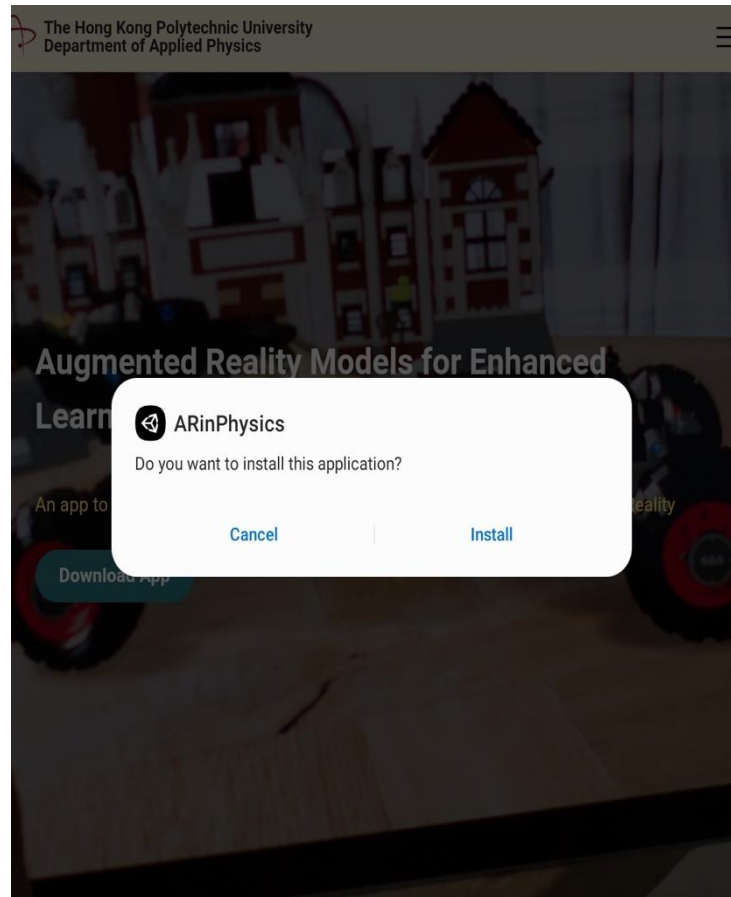 The Hong Kong Polytechnic University
Department of Applied Physics
Augmented Reality Models for Enhanced
Learn
ARinPhysics
Do you want to install this application?
An app to
eality
Cancel
Install
Download App